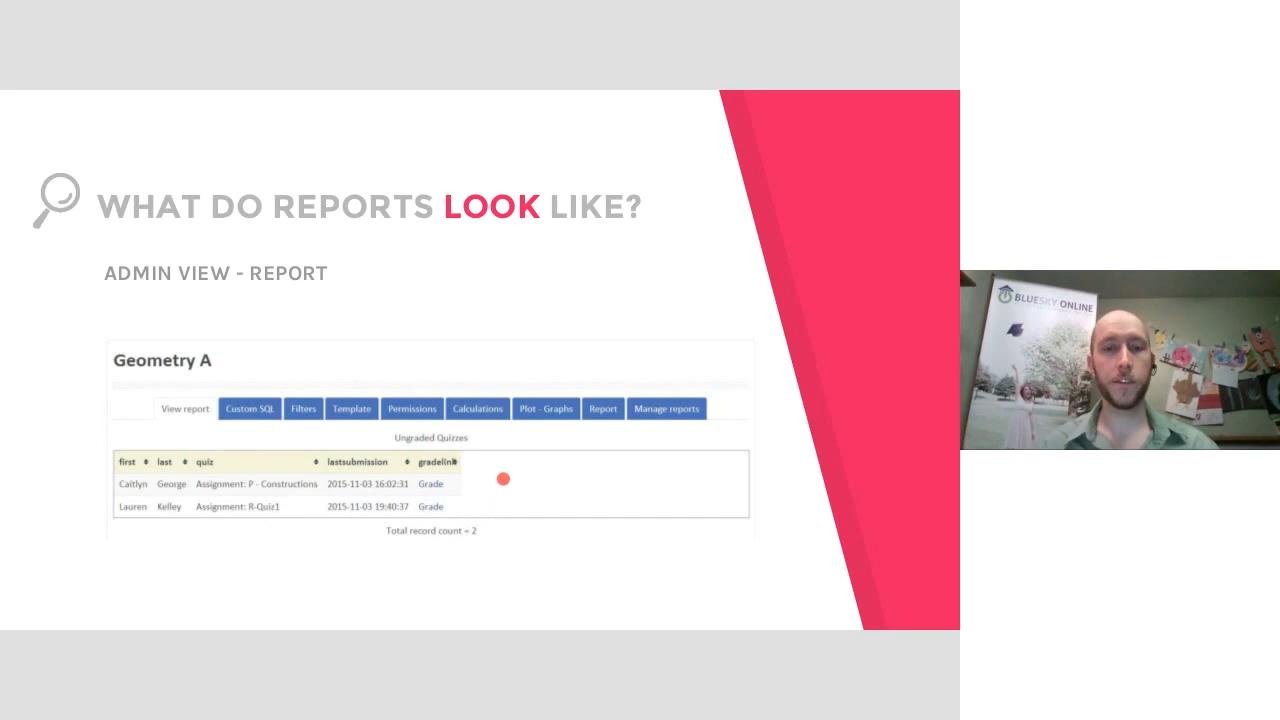 WHAT DO REPORTS LOOK LIKE?
ADMIN VIEW - REPORT
Geometry A
View report Custom SQL Filters Template Permissions Calculations Plot - Graphs Report Manage reports
Ungraded Quizzes
first last quiz lastsubmission gradelink
Caitlyn George Assignment: P - Constructions 2015-11-03 16:02:31 Grade
Lauren Kelley Assignment: R-Quiz1 2015-11-03 19:40:37 Grade
Total record count = 2
BLUESKY ONLINE